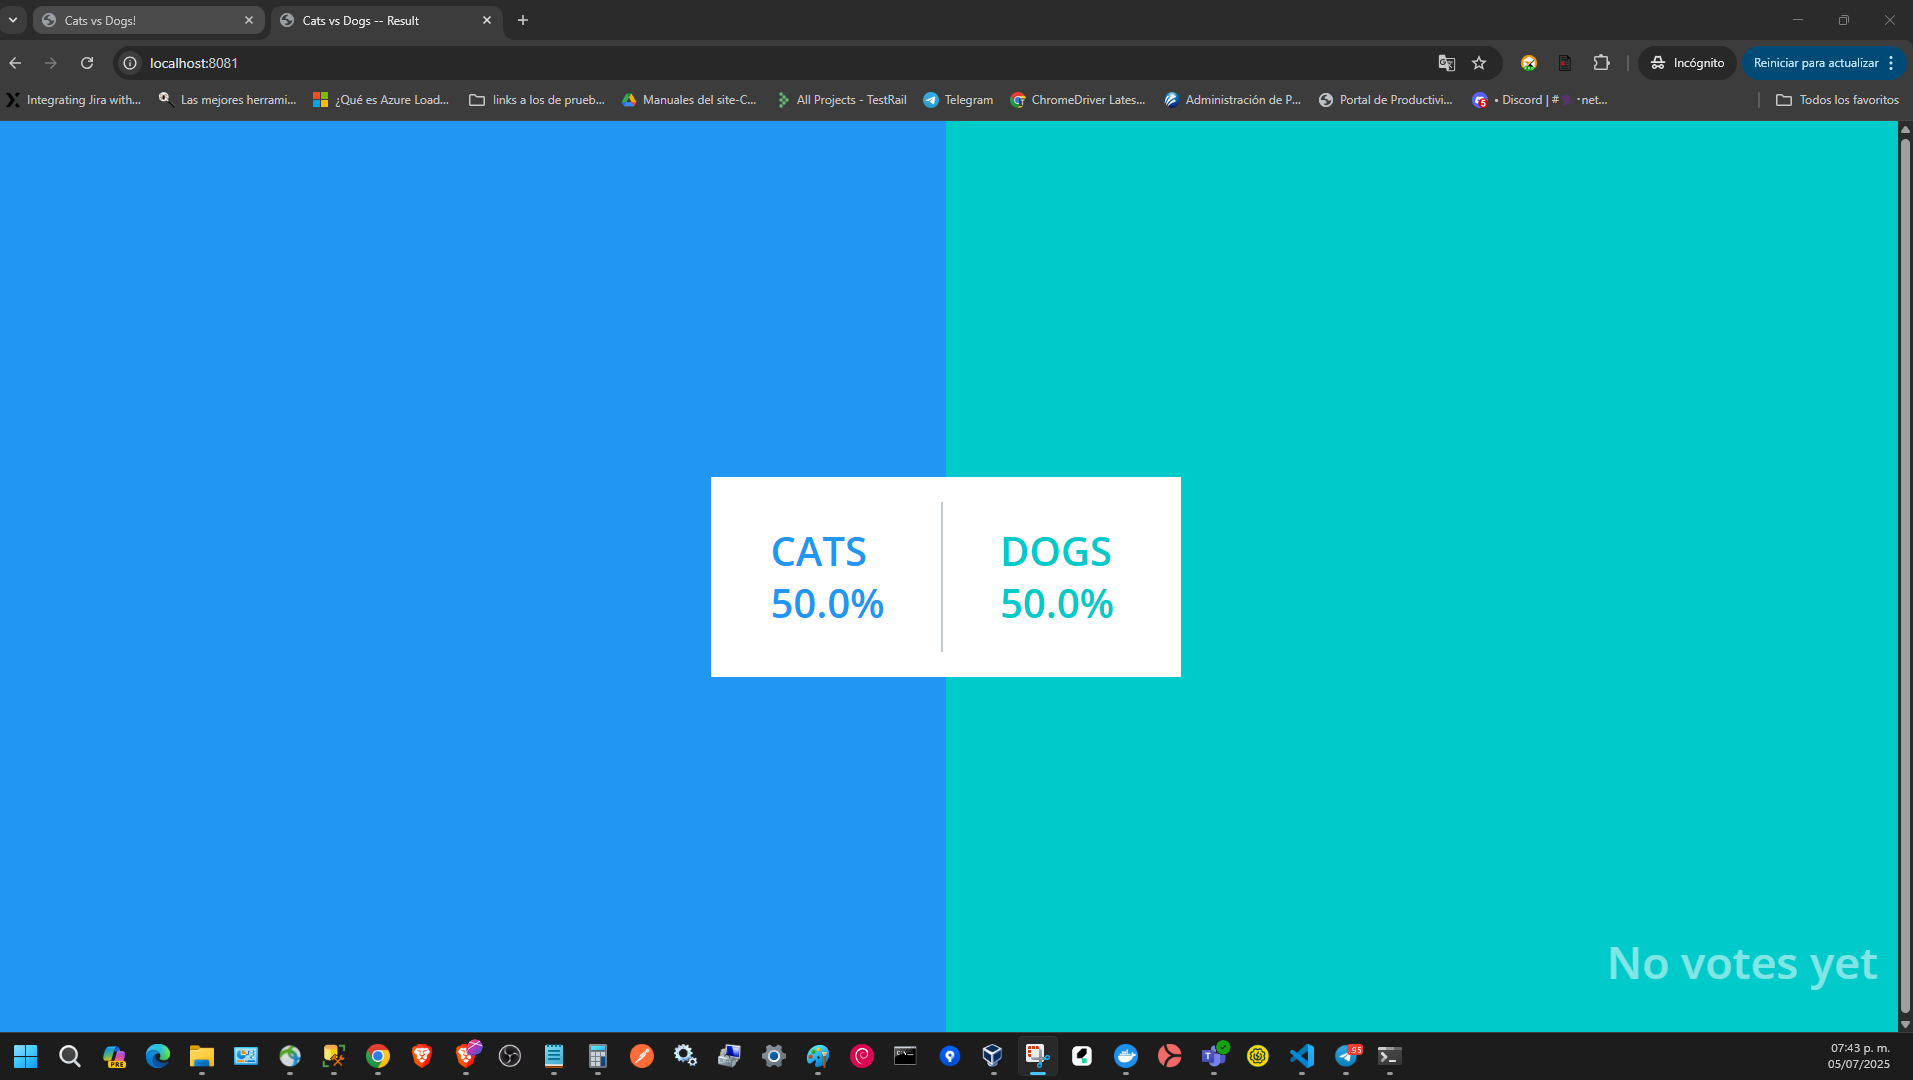 Cats vs Dogs!
Cats vs Dogs -- Result
localhost:8081
Incógnito
Reiniciar para actualizar
Integrating Jira with...
Las mejores herrami...
¿Qué es Azure Load...
links a los de prueb...
Manuales del site-C...
All Projects - TestRail
Telegram
ChromeDriver Lates...
Administración de P...
Portal de Productivi...
• Discord | #
net...
Todos los favoritos
CATS
50.0%
DOGS
50.0%
No votes yet
PRE
95
07:43 p. m.
05/07/2025